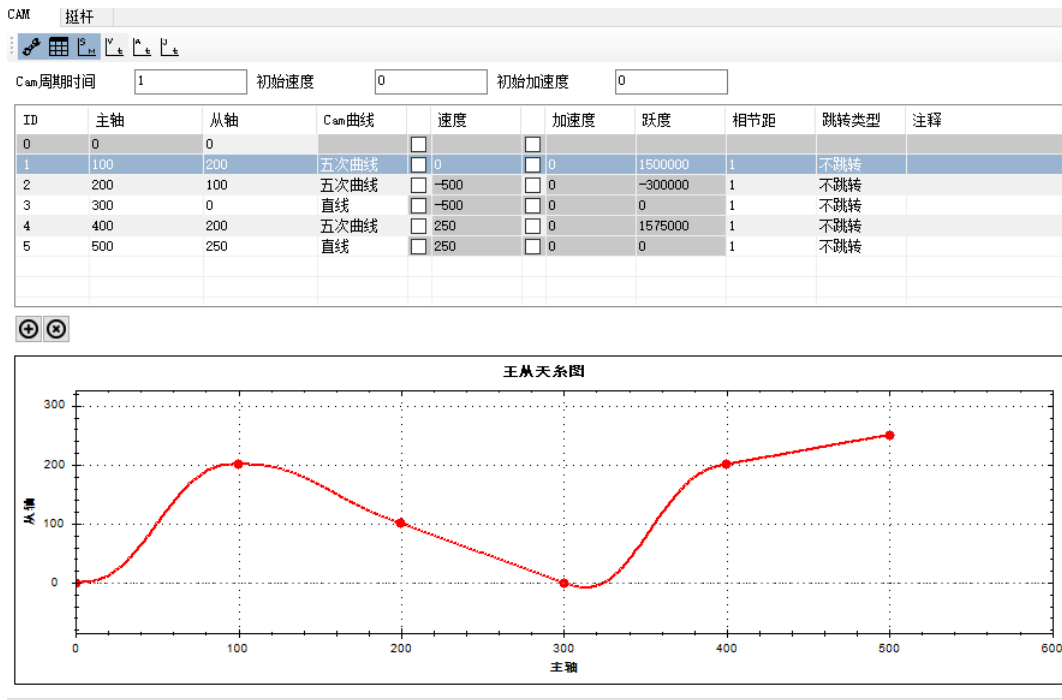 CAM 挺杆
S M V t A t J t
Cam周期时间 1 初始速度 0 初始加速度 0
ID 主轴 从轴 Cam曲线 速度 加速度 跃度 相节距 跳转类型 注释
0 0 0
1 100 200 五次曲线 0 0 1500000 1 不跳转
2 200 100 五次曲线 -500 0 -300000 1 不跳转
3 300 0 直线 -500 0 0 1 不跳转
4 400 200 五次曲线 250 0 1575000 1 不跳转
5 500 250 直线 250 0 0 1 不跳转
主从关系图
300
200
从轴
100
0
0 100 200 300 400 500 600
主轴